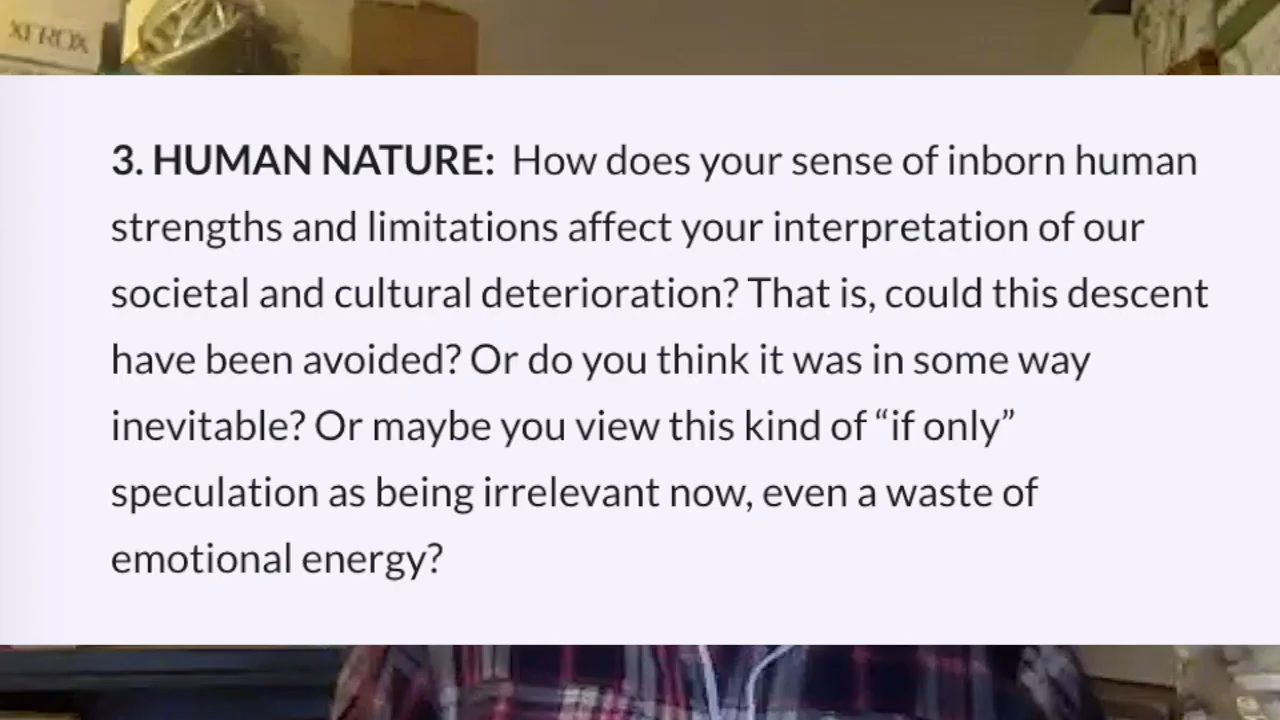 XEROX
3. HUMAN NATURE: How does your sense of inborn human
strengths and limitations affect your interpretation of our
societal and cultural deterioration? That is, could this descent
have been avoided? Or do you think it was in some way
inevitable? Or maybe you view this kind of “if only”
speculation as being irrelevant now, even a waste of
emotional energy?